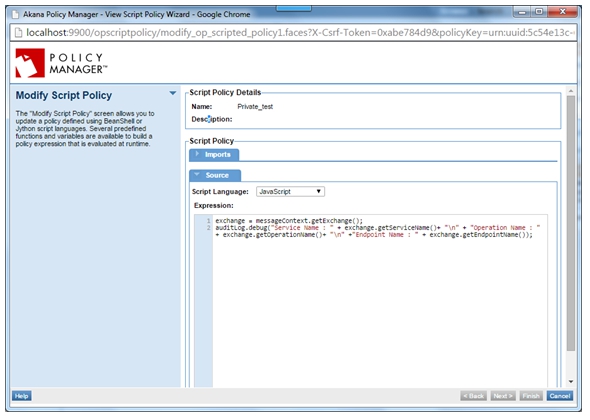 Akana Policy Manager - View Script Policy Wizard - Google Chrome
localhost:9900/opscriptpolicy/modify_op_scripted_policy1.faces?X-Csrf-Token=0xabe784d9&policyKey=urn:uuid:5c54e13c-
POLICY
MANAGER™
Modify Script Policy
The "Modify Script Policy" screen allows you to
update a policy defined using BeanShell or
Jython script languages. Several predefined
functions and variables are available to build a
policy expression that is evaluated at runtime.
Script Policy Details
Name: Private_test
Description:
Script Policy
Imports
Source
Script Language: JavaScript
Expression:
1 exchange = messageContext.getExchange();
2 auditLog.debug("Service Name : " + exchange.getServiceName()+ "\n" + "Operation Name : "
+ exchange.getOperationName()+ "\n" +"Endpoint Name : " + exchange.getEndpointName());
Help
< Back Next > Finish Cancel